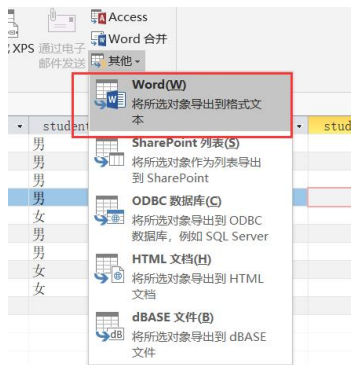 Access
Word 合并
XPS 通过电子
邮件发送
其他
Word(W)
将所选对象导出到格式文
本
student
stud
男
男
男
男
女
男
男
女
女
SharePoint 列表(S)
将所选对象作为列表导出
到 SharePoint
ODBC 数据库(C)
将所选对象导出到 ODBC
数据库，例如 SQL Server
HTML 文档(H)
将所选对象导出到 HTML
文档
dBASE 文件(B)
将所选对象导出到 dBASE
文件
dB